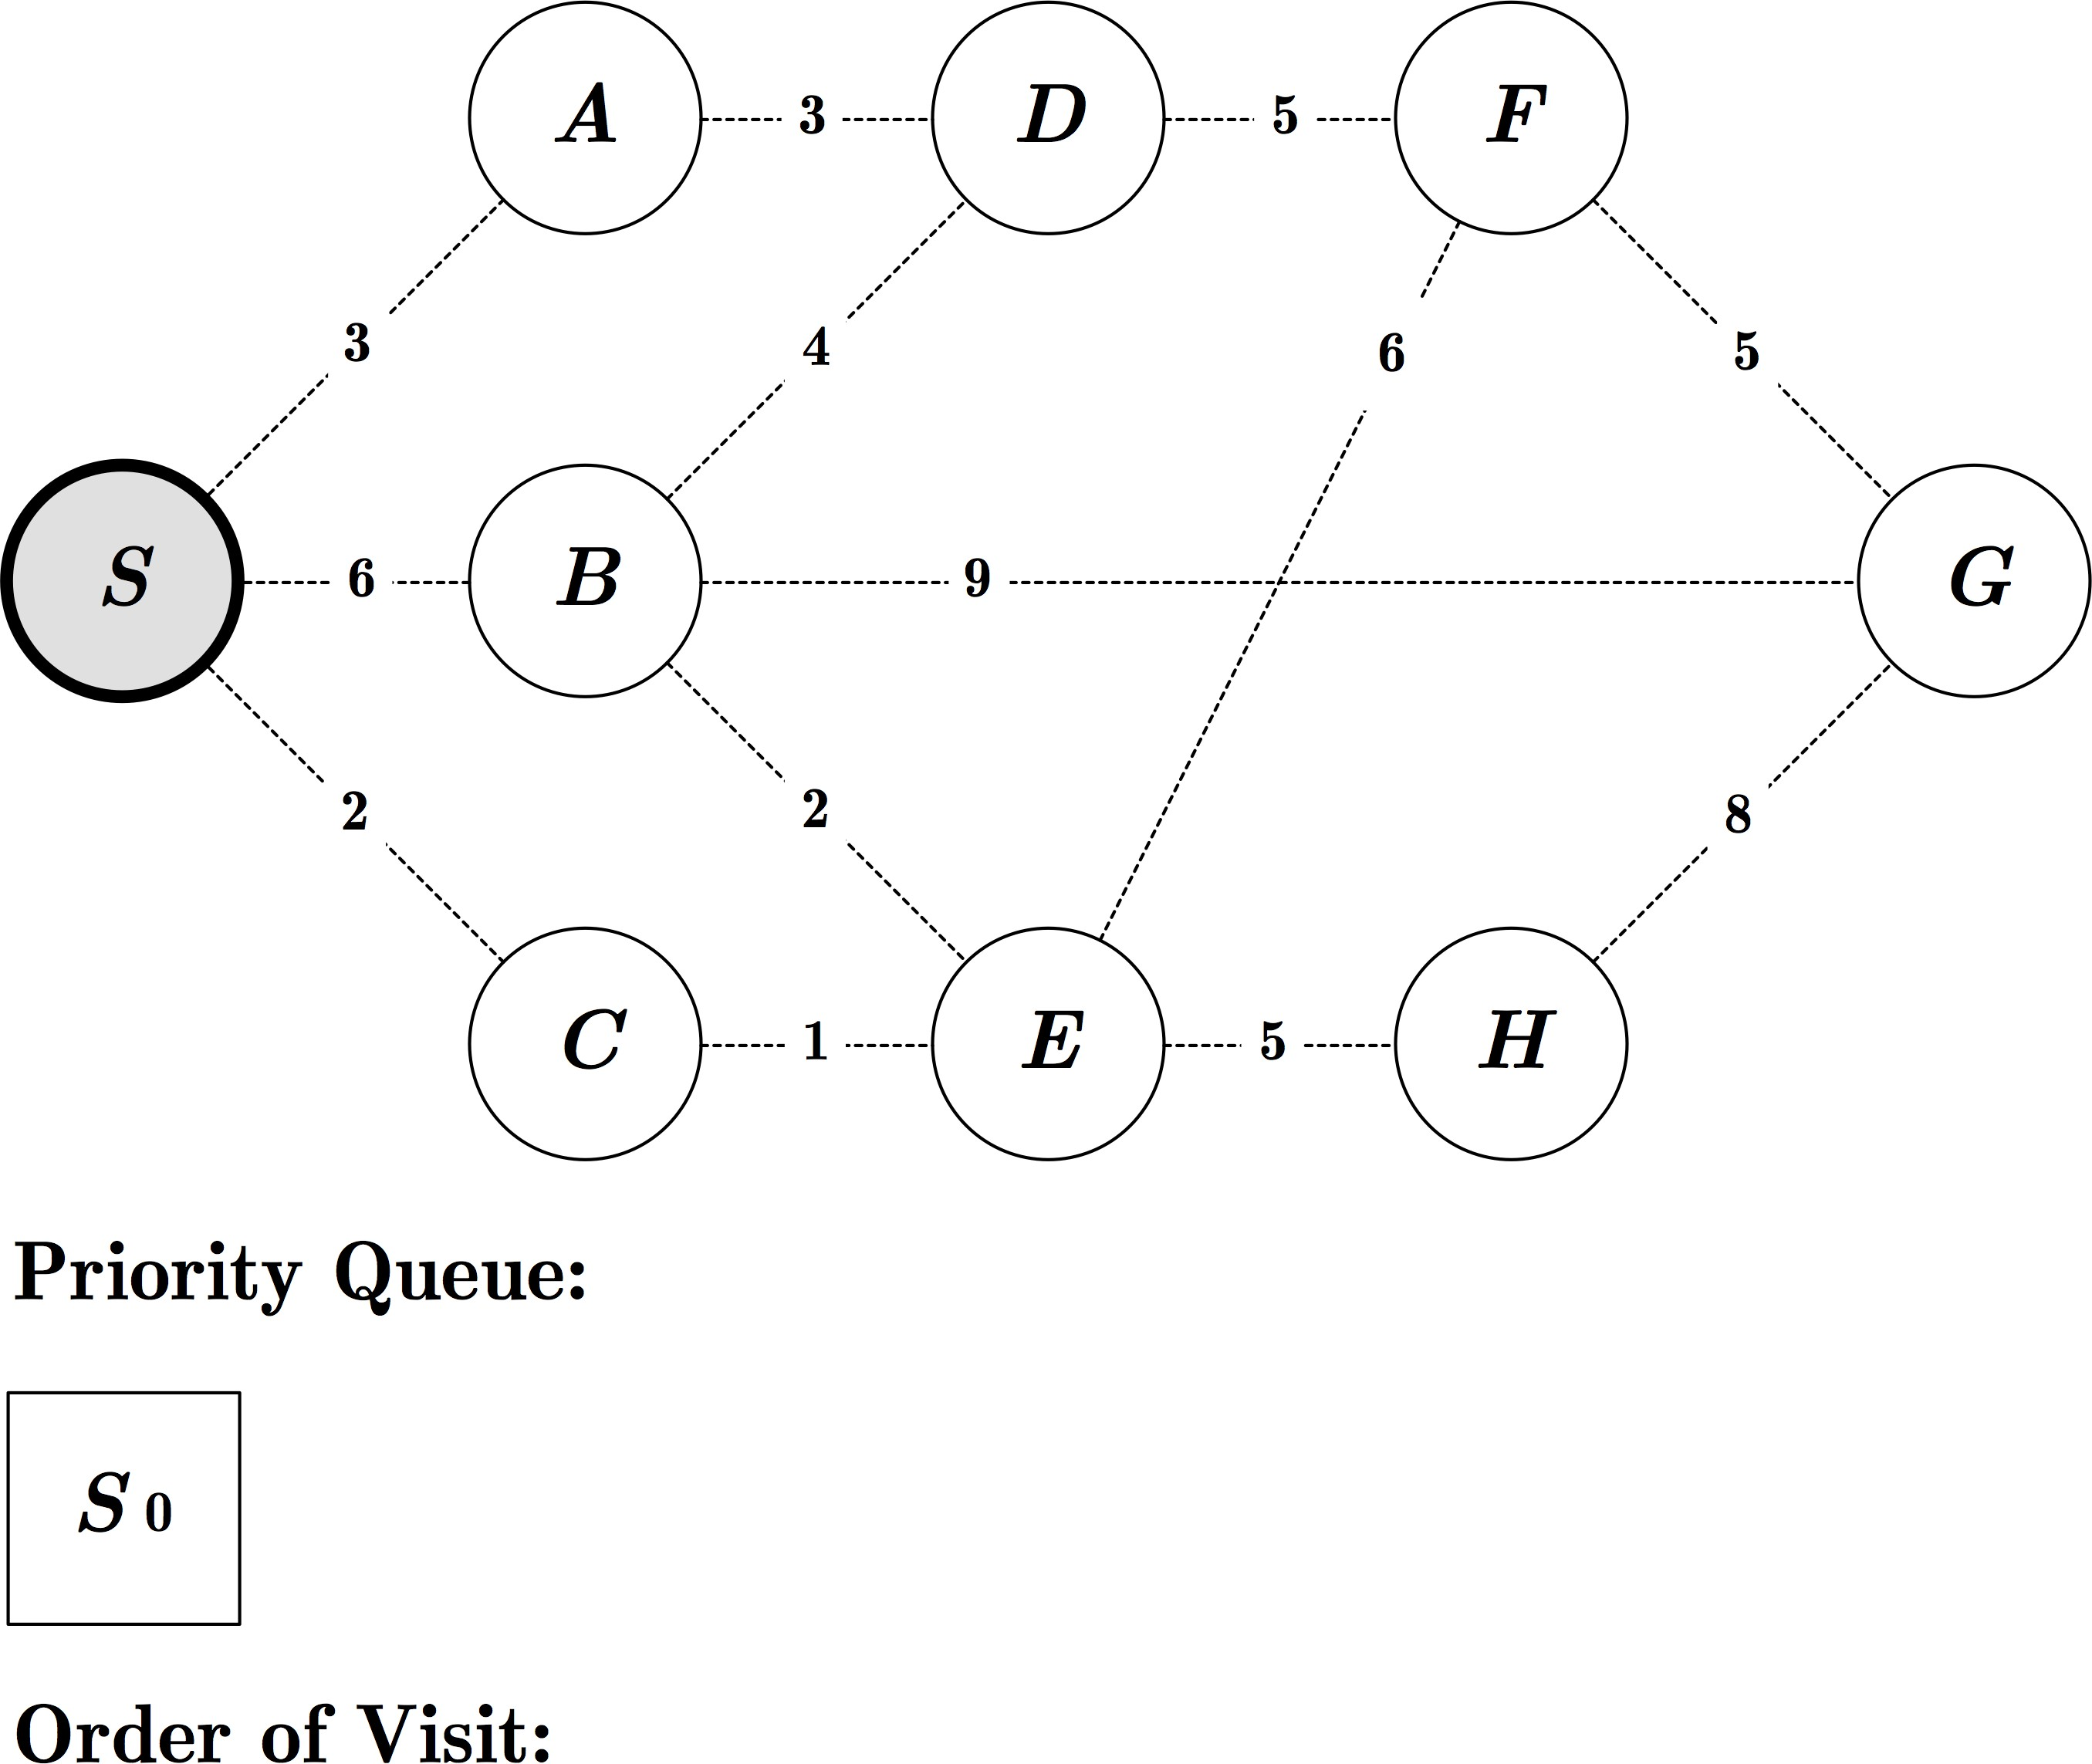 A 3 D 5 F
3 4 6 5
S 6 B 9 G
2 2 8
C 1 E 5 H
Priority Queue:
S 0
Order of Visit: